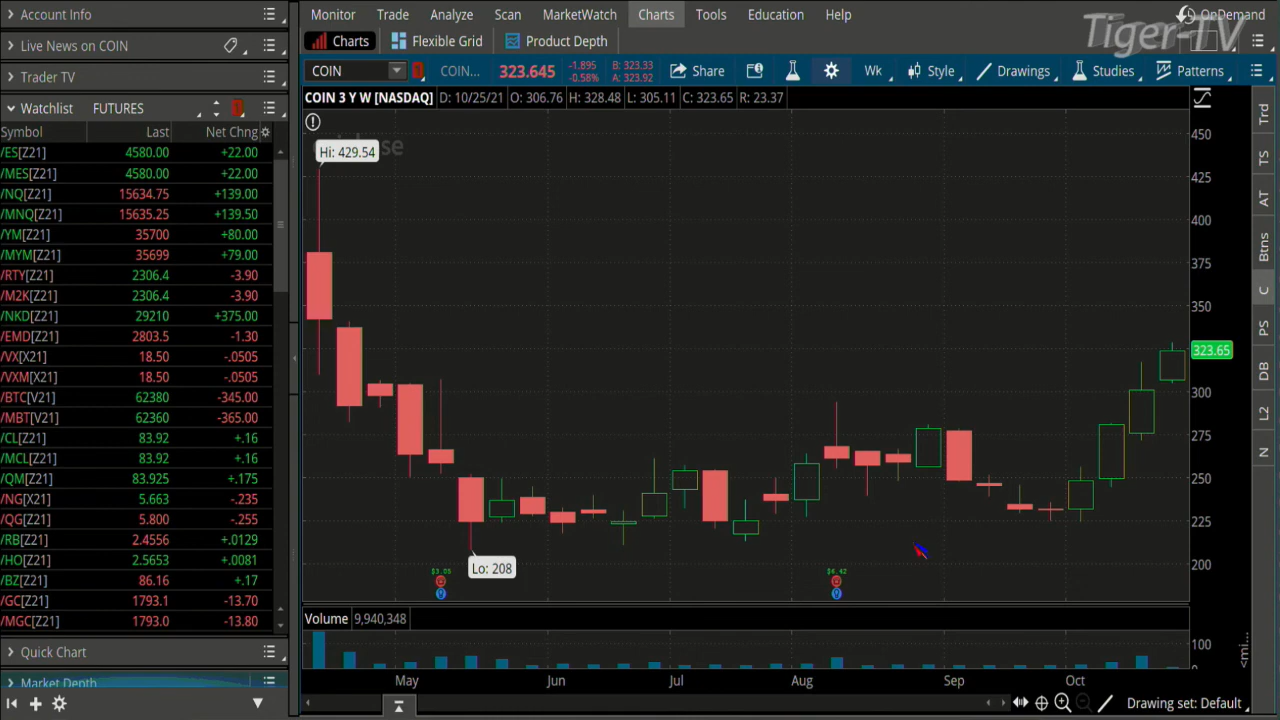 Account Info
Live News on COIN
Trader TV
Watchlist FUTURES
Symbol Last Net Chng
/ES[Z21] 4580.00 +22.00
/MES[Z21] 4580.00 +22.00
/NQ[Z21] 15634.75 +139.00
/MNQ[Z21] 15635.25 +139.50
/YM[Z21] 35700 +80.00
/MYM[Z21] 35699 +79.00
/RTY[Z21] 2306.4 -3.90
/M2K[Z21] 2306.4 -3.90
/NKD[Z21] 29210 +375.00
/EMD[Z21] 2803.5 -1.30
/VX[X21] 18.50 -.0505
/VXM[X21] 18.50 -.0505
/BTC[V21] 62380 -345.00
/MBT[V21] 62360 -365.00
/CL[Z21] 83.92 +.16
/MCL[Z21] 83.92 +.16
/QM[Z21] 83.925 +.175
/NG[X21] 5.663 -.235
/QG[Z21] 5.800 -.255
/RB[Z21] 2.4556 +.0129
/HO[Z21] 2.5653 +.0081
/BZ[Z21] 86.16 +.17
/GC[Z21] 1793.1 -13.70
/MGC[Z21] 1793.0 -13.80
Quick Chart
Market Depth
Monitor Trade Analyze Scan MarketWatch Charts Tools Education Help
OnDemand
Tiger-TV
Charts Flexible Grid Product Depth
COIN COIN... 323.645 -1.895 -0.58% B: 323.33 A: 323.92 Share Wk Style Drawings Studies Patterns
COIN 3 Y W [NASDAQ] D: 10/25/21 O: 306.76 H: 328.48 L: 305.11 C: 323.65 R: 23.37
Hi: 429.54
Lo: 208
$3.05
$6.42
450
425
400
375
350
323.65
300
275
250
225
200
Volume 9,940,348
100
0
<mi...
May Jun Jul Aug Sep Oct
Drawing set: Default
Trd
TS
AT
Btns
C
PS
DB
L2
N